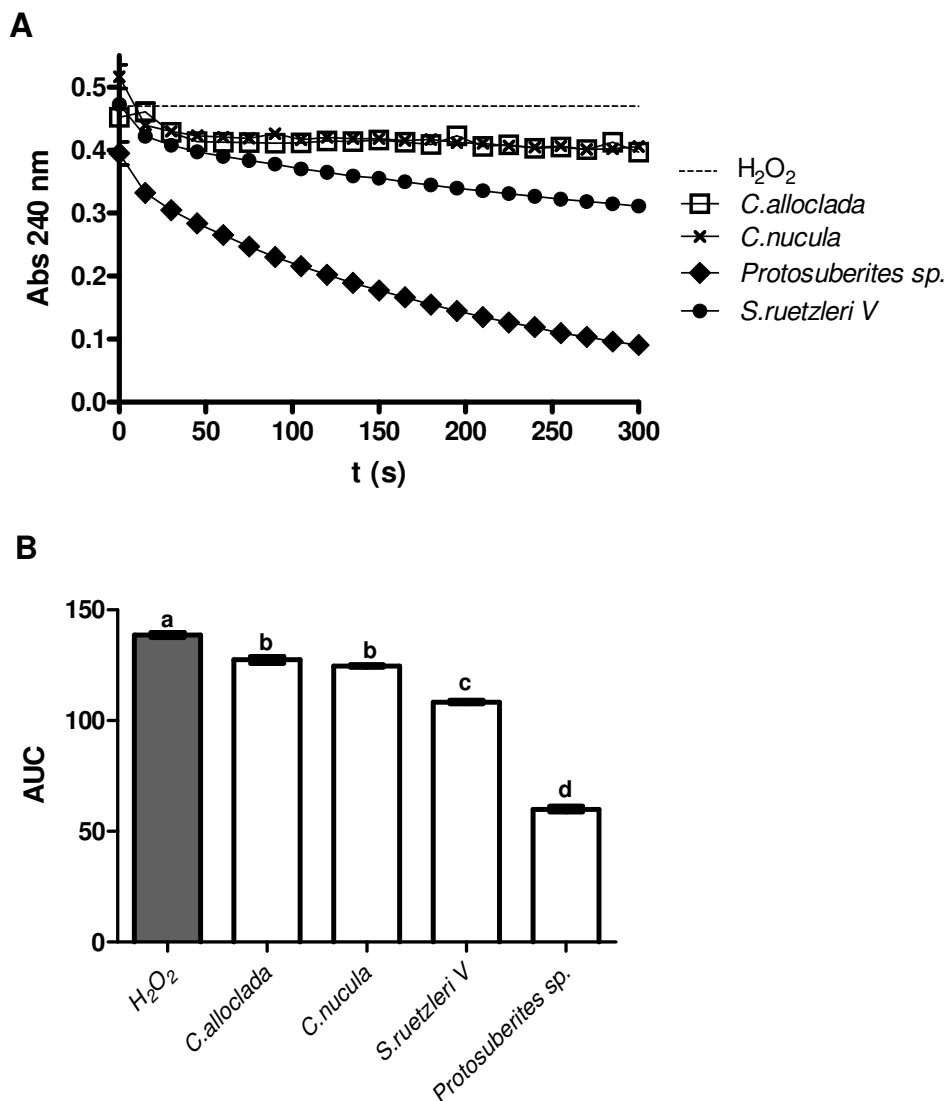 A
Abs 240 nm
0.5
0.4
0.3
0.2
0.1
0.0
0 50 100 150 200 250 300
t (s)
H₂O₂
C.alloclada
C.nucula
Protosuberites sp.
S.ruetzleri V
B
AUC
150
100
50
0
a
b
b
c
d
H₂O₂
C.alloclada
C.nucula
S.ruetzleri V
Protosuberites sp.